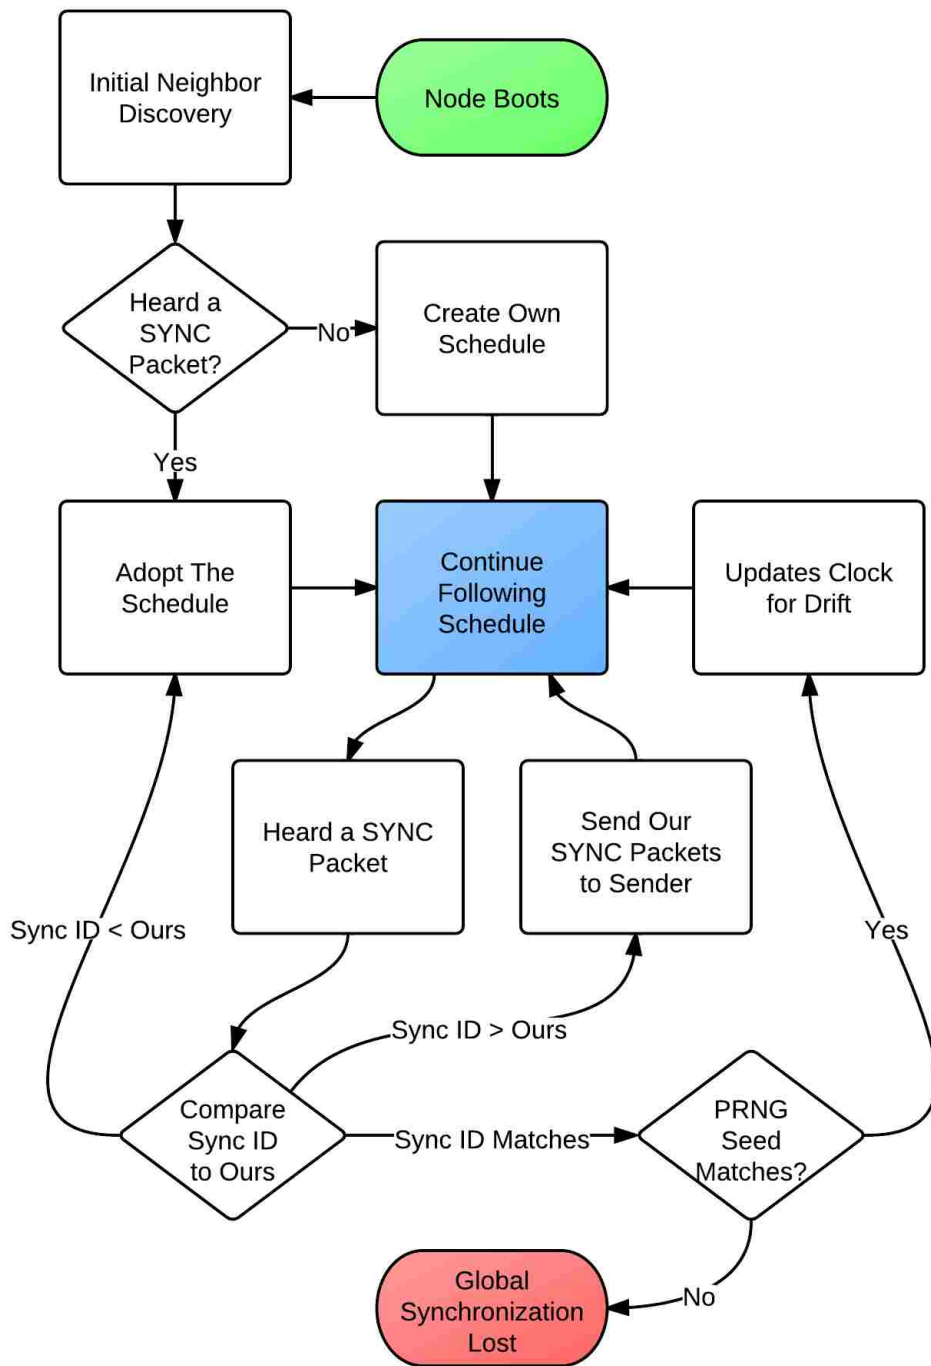 Initial Neighbor
Discovery
Node Boots
Heard a
SYNC
Packet?
No
Create Own
Schedule
Yes
Adopt The
Schedule
Continue
Following
Schedule
Updates Clock
for Drift
Heard a SYNC
Packet
Send Our
SYNC Packets
to Sender
Sync ID < Ours
Yes
Sync ID > Ours
Compare
Sync ID
to Ours
Sync ID Matches
PRNG
Seed
Matches?
No
Global
Synchronization
Lost